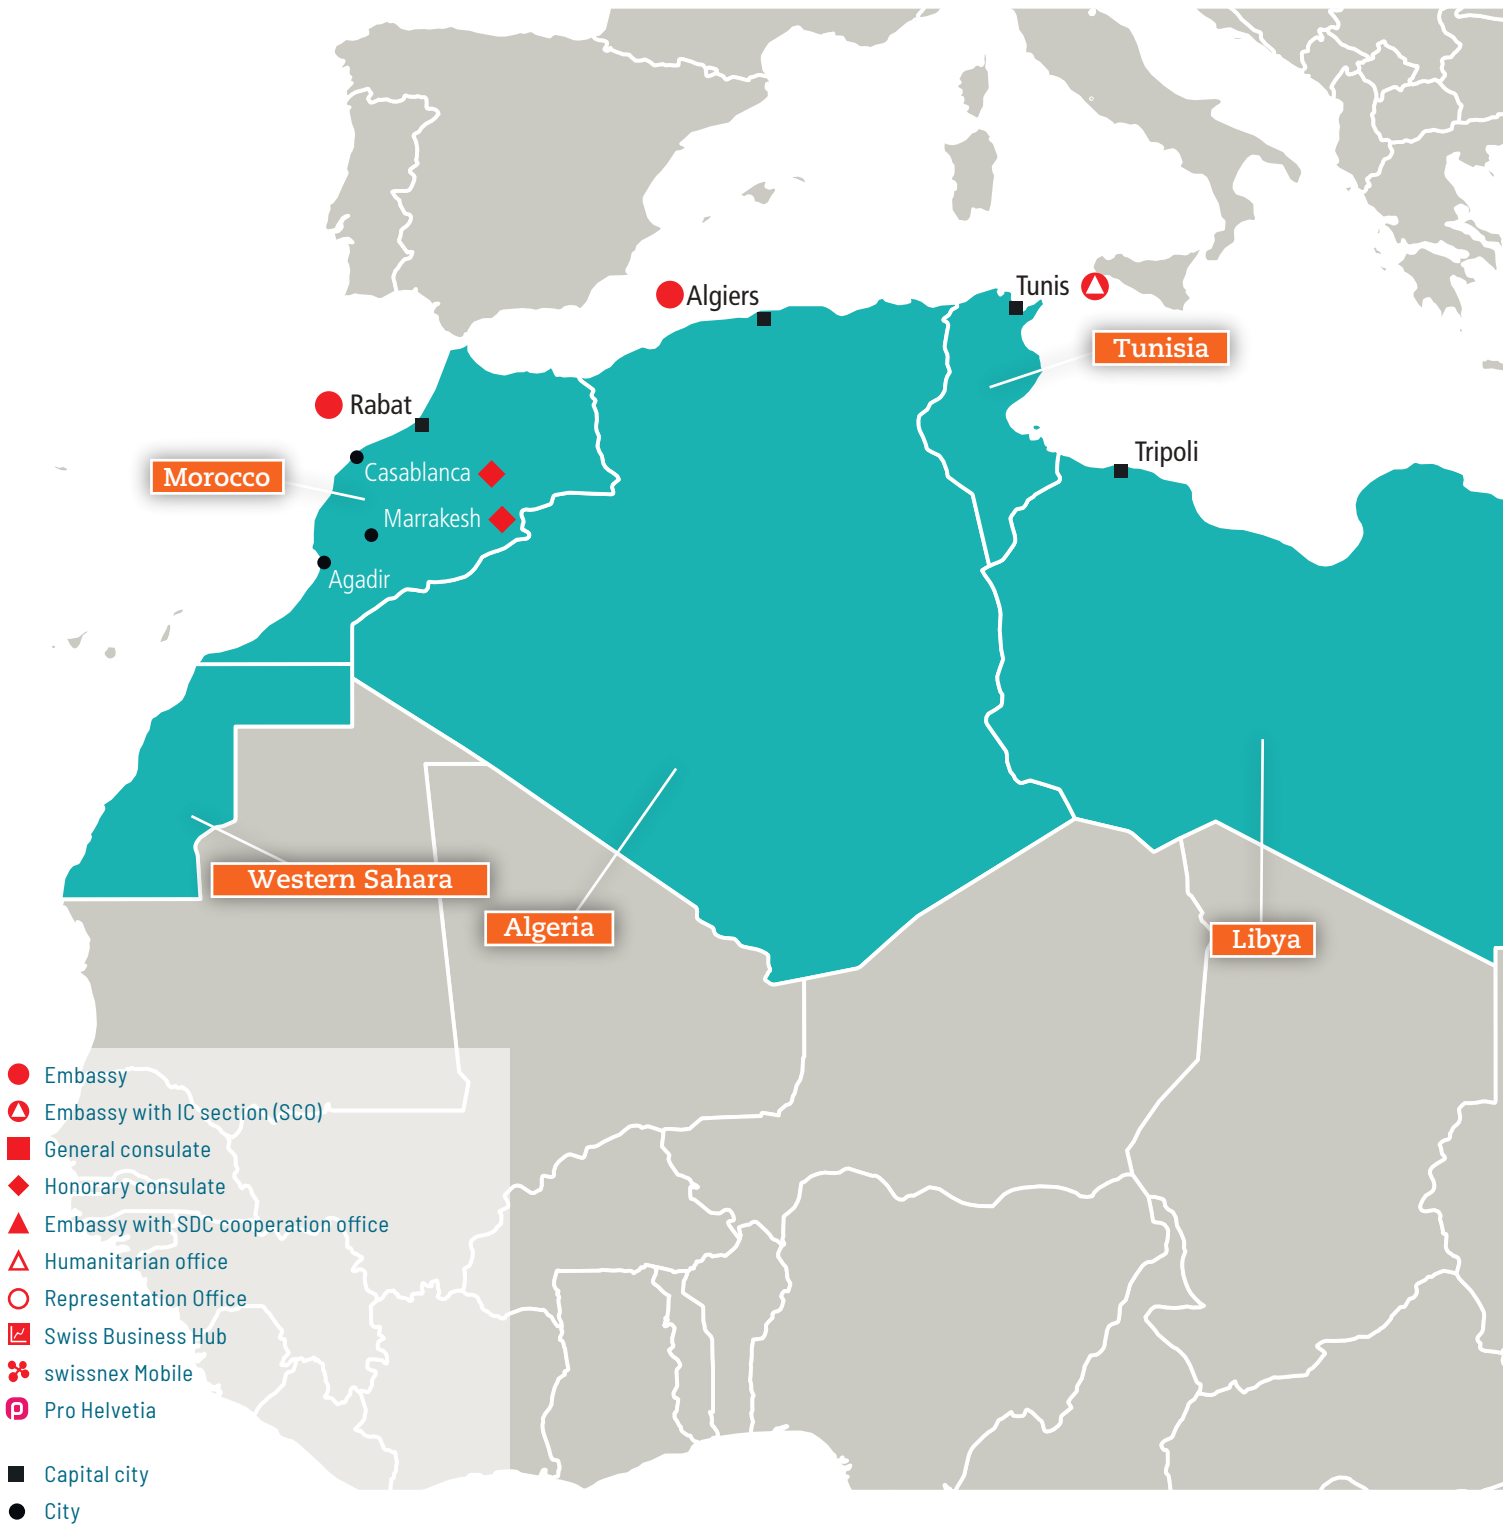 Tunis
Algiers
Tunisia
Rabat
Tripoli
Casablanca
Morocco
Marrakesh
Agadir
Western Sahara
Algeria
Libya
Embassy
Embassy with IC section (SCO)
General consulate
Honorary consulate
Embassy with SDC cooperation office
Humanitarian office
Representation Office
Swiss Business Hub
swissnex Mobile
Pro Helvetia
Capital city
City